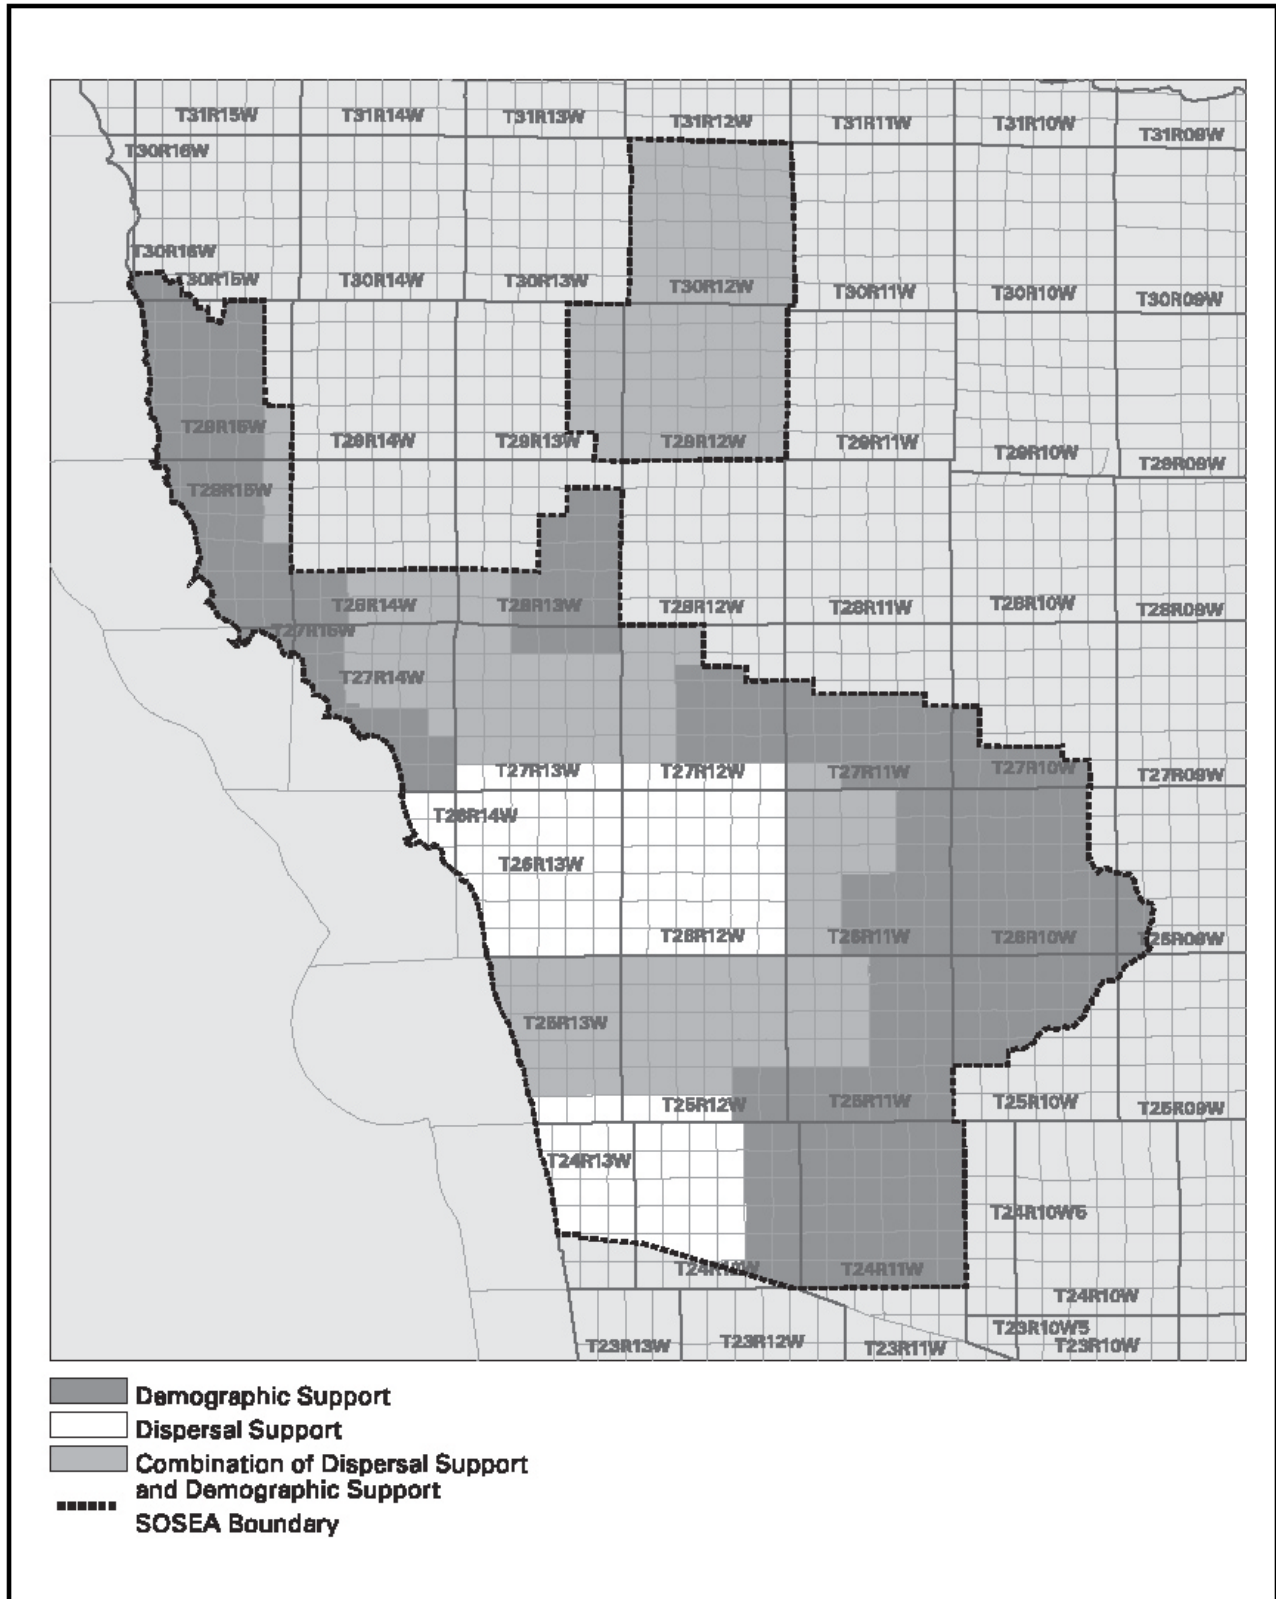 T31R15W T31R14W T31R13W T31R12W T31R11W T31R10W T31R09W
T30R16W
T30R16W
T30R15W T30R14W T30R13W T30R12W T30R11W T30R10W T30R09W
T29R15W T29R14W T29R13W T29R12W T29R11W T29R10W T29R09W
T28R15W
T28R14W T28R13W T28R12W T28R11W T28R10W T28R09W
T27R15W
T27R14W
T27R13W T27R12W T27R11W T27R10W T27R09W
T26R14W
T26R13W
T26R12W T26R11W T26R10W T26R09W
T25R13W
T25R12W T25R11W T25R10W T25R09W
T24R13W
T24R10W6
T24R12W T24R11W
T24R10W
T23R10W5
T23R13W T23R12W T23R11W T23R10W
Demographic Support
Dispersal Support
Combination of Dispersal Support
and Demographic Support
SOSEA Boundary